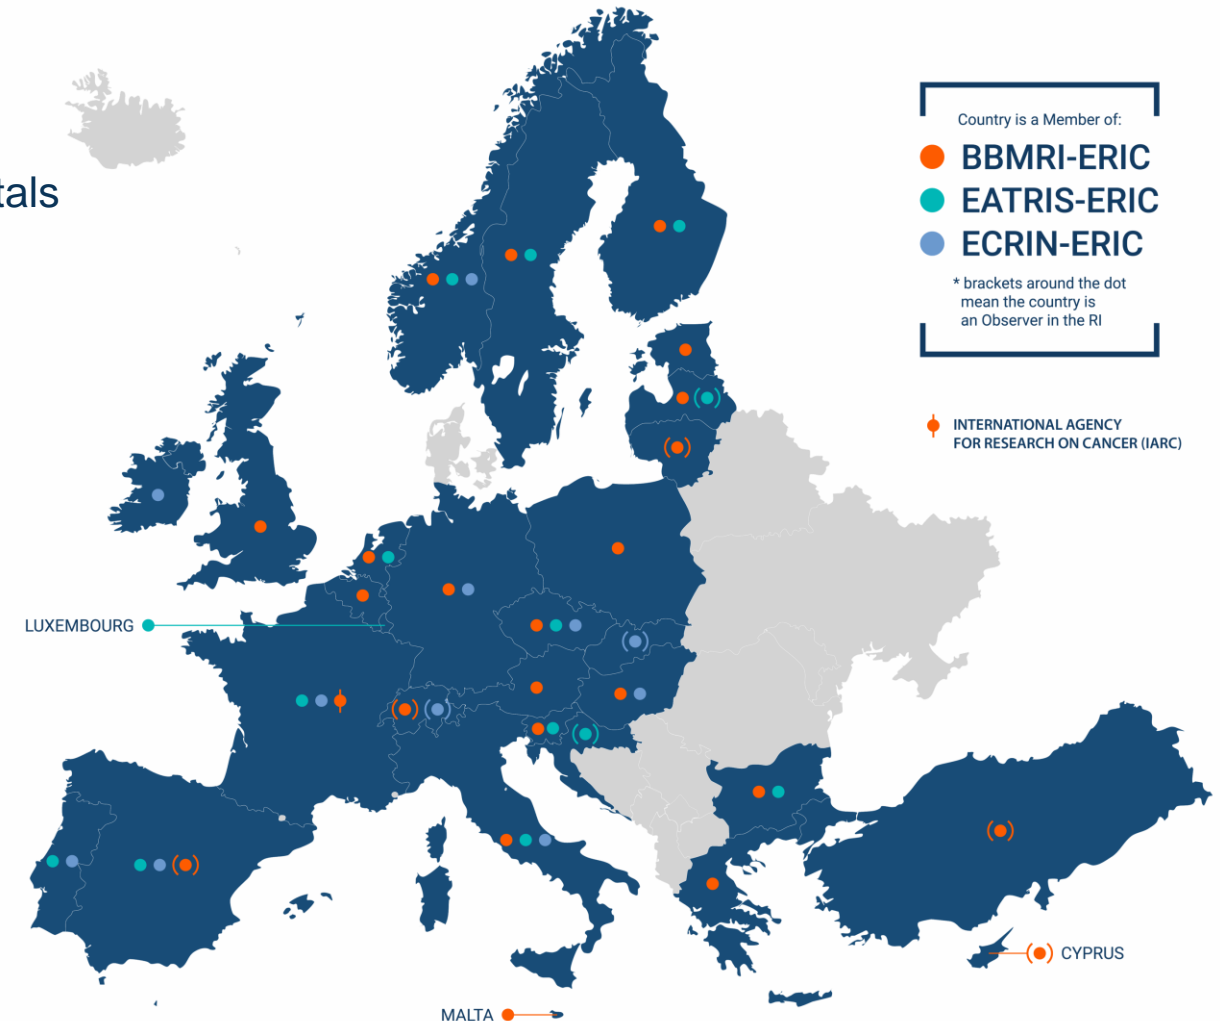 tals
Country is a Member of:
BBMRI-ERIC
EATRIS-ERIC
ECRIN-ERIC
* brackets around the dot
mean the country is
an Observer in the RI
INTERNATIONAL AGENCY
FOR RESEARCH ON CANCER (IARC)
LUXEMBOURG
CYPRUS
MALTA